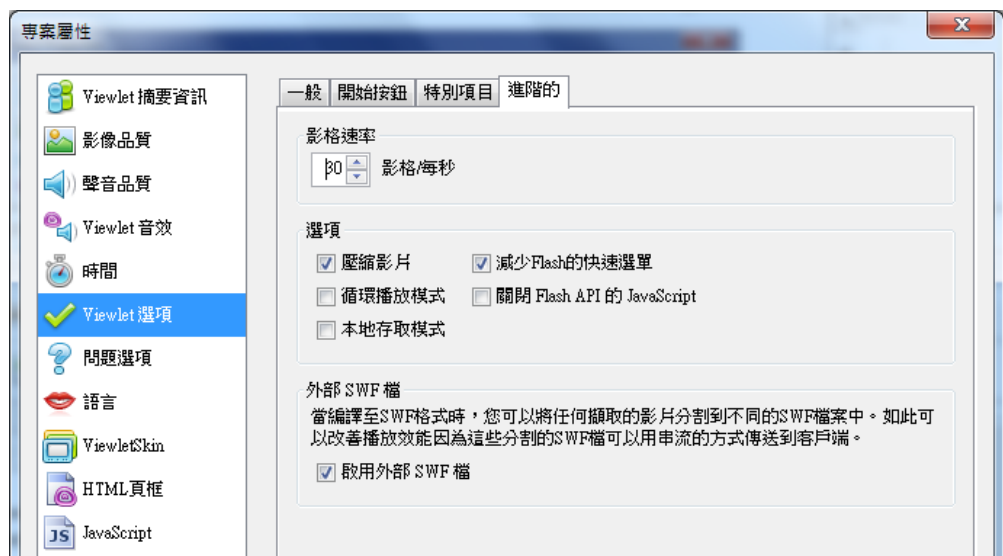 專案屬性
Viewlet 摘要資訊
影像品質
聲音品質
Viewlet 音效
時間
Viewlet 選項
問題選項
語言
ViewletSkin
HTML頁框
JS JavaScript
一般 開始按鈕 特別項目 進階的
影格速率
30 影格/每秒
選項
壓縮影片 減少Flash的快速選單
循環播放模式 關閉 Flash API 的 JavaScript
本地存取模式
外部 SWF 檔
當編譯至SWF格式時，您可以將任何擷取的影片分割到不同的SWF檔案中。如此可
以改善播放效能因為這些分割的SWF檔可以用串流的方式傳送到客戶端。
啟用外部 SWF 檔